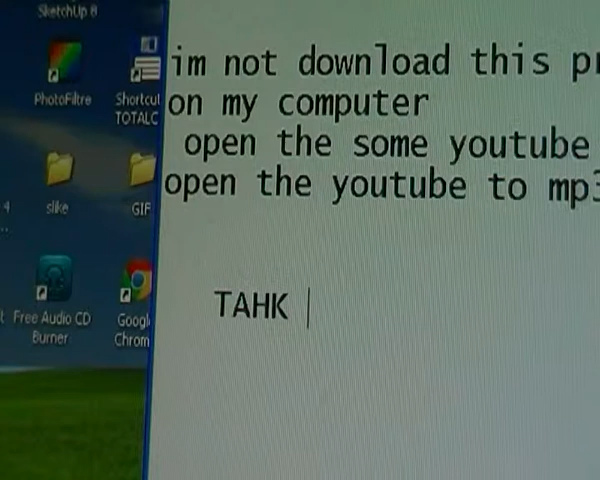 SketchUp 8
PhotoFiltre
Shortcut
TOTALC
slike
GIF
4
Free Audio CD
Burner
Googl
Chrom
im not download this pr
on my computer
open the some youtube
open the youtube to mp3
TAHK